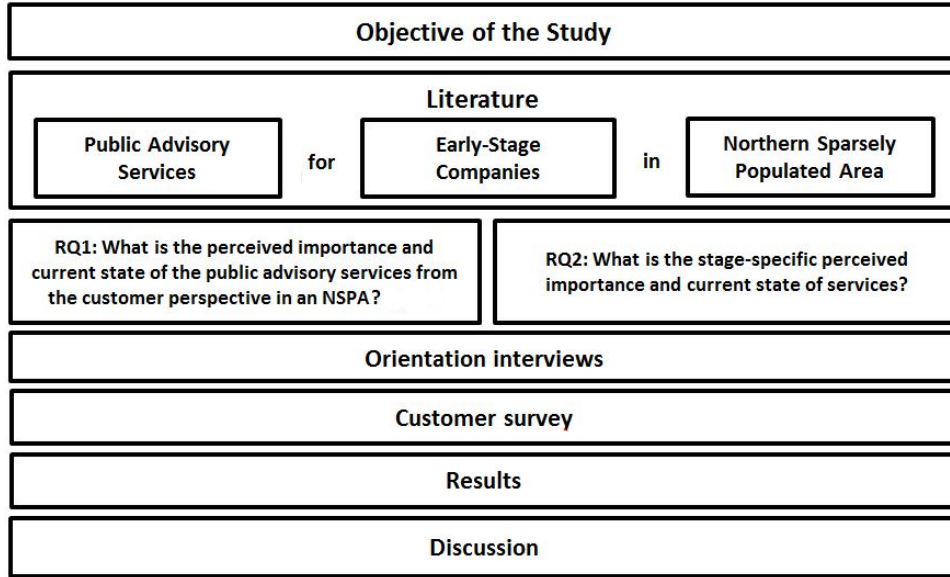 Objective of the Study
Literature
Public Advisory
Services
for
Early-Stage
Companies
in
Northern Sparsely
Populated Area
RQ1: What is the perceived importance and
current state of the public advisory services from
the customer perspective in an NSPA?
RQ2: What is the stage-specific perceived
importance and current state of services?
Orientation interviews
Customer survey
Results
Discussion